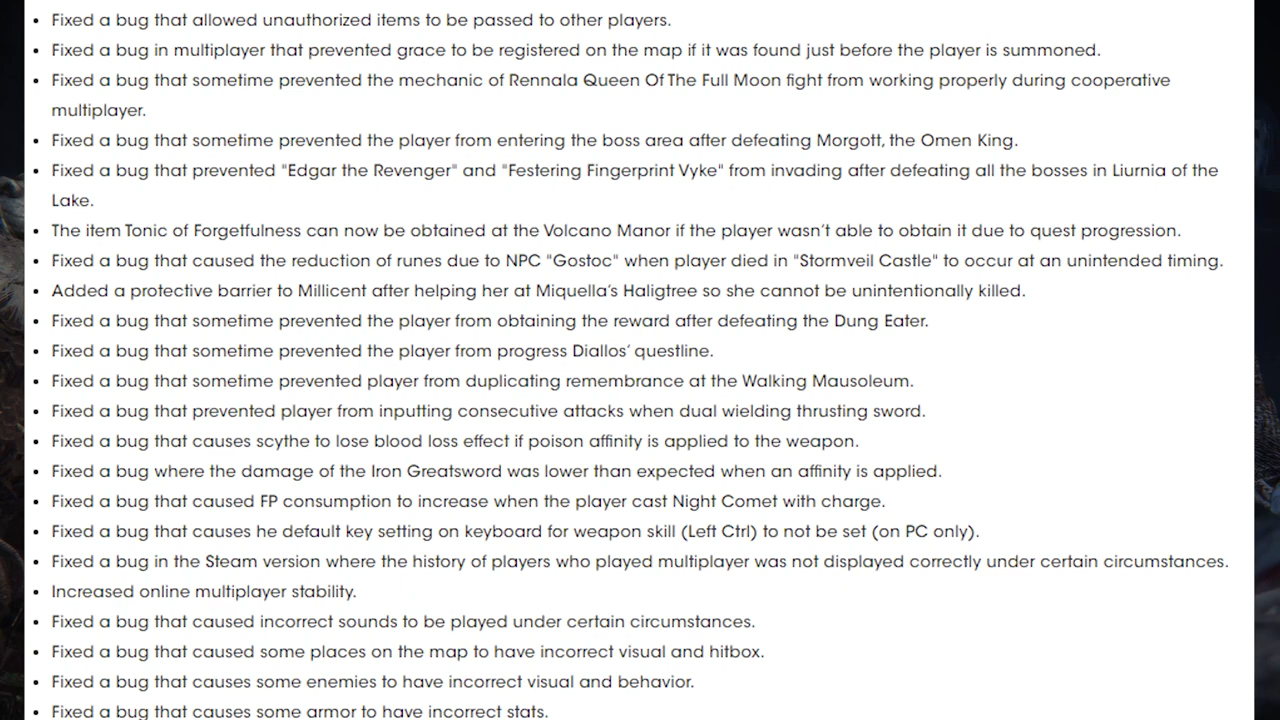 • Fixed a bug that allowed unauthorized items to be passed to other players.
• Fixed a bug in multiplayer that prevented grace to be registered on the map if it was found just before the player is summoned.
• Fixed a bug that sometime prevented the mechanic of Rennala Queen Of The Full Moon fight from working properly during cooperative
multiplayer.
• Fixed a bug that sometime prevented the player from entering the boss area after defeating Morgott, the Omen King.
• Fixed a bug that prevented "Edgar the Revenger" and "Festering Fingerprint Vyke" from invading after defeating all the bosses in Liurnia of the
Lake.
• The item Tonic of Forgetfulness can now be obtained at the Volcano Manor if the player wasn’t able to obtain it due to quest progression.
• Fixed a bug that caused the reduction of runes due to NPC "Gostoc" when player died in "Stormveil Castle" to occur at an unintended timing.
• Added a protective barrier to Millicent after helping her at Miquella’s Haligtree so she cannot be unintentionally killed.
• Fixed a bug that sometime prevented the player from obtaining the reward after defeating the Dung Eater.
• Fixed a bug that sometime prevented the player from progress Diallos’ questline.
• Fixed a bug that sometime prevented player from duplicating remembrance at the Walking Mausoleum.
• Fixed a bug that prevented player from inputting consecutive attacks when dual wielding thrusting sword.
• Fixed a bug that causes scythe to lose blood loss effect if poison affinity is applied to the weapon.
• Fixed a bug where the damage of the Iron Greatsword was lower than expected when an affinity is applied.
• Fixed a bug that caused FP consumption to increase when the player cast Night Comet with charge.
• Fixed a bug that causes he default key setting on keyboard for weapon skill (Left Ctrl) to not be set (on PC only).
• Fixed a bug in the Steam version where the history of players who played multiplayer was not displayed correctly under certain circumstances.
• Increased online multiplayer stability.
• Fixed a bug that caused incorrect sounds to be played under certain circumstances.
• Fixed a bug that caused some places on the map to have incorrect visual and hitbox.
• Fixed a bug that causes some enemies to have incorrect visual and behavior.
• Fixed a bug that causes some armor to have incorrect stats.